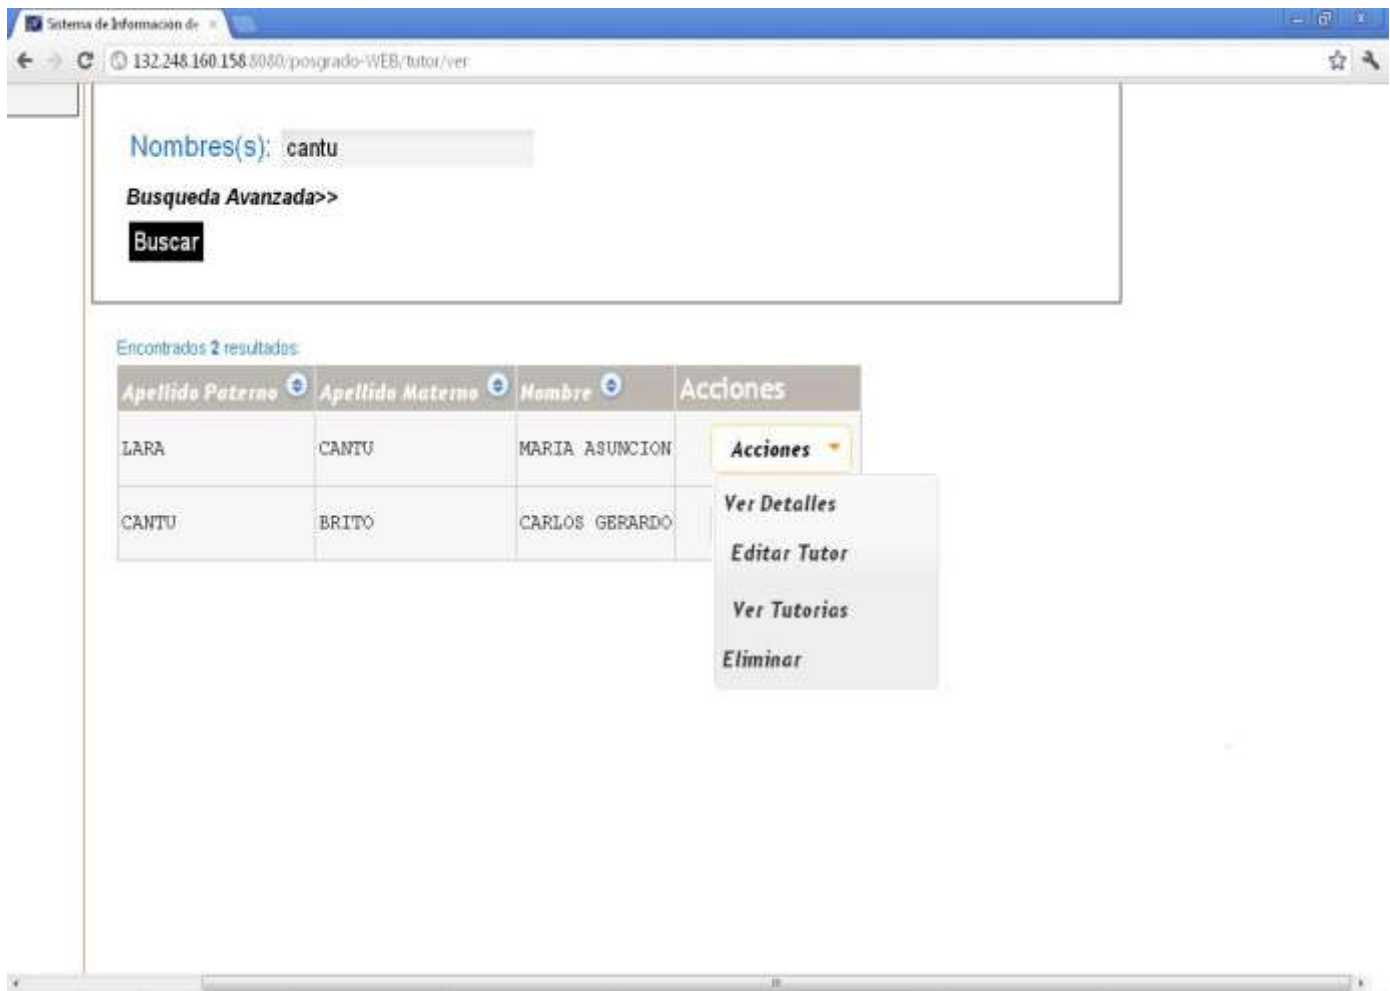 Sistema de Información de
132.248.160.158:8080/posgrado-WEB/tutor/ver
Nombres(s): cantu
Busqueda Avanzada>>
Buscar
Encontrados 2 resultados:
Apellido Paterno Apellido Materno Nombre Acciones
LARA CANTU MARIA ASUNCION Acciones
Ver Detalles
CANTU BRITO CARLOS GERARDO
Editar Tutor
Ver Tutorias
Eliminar